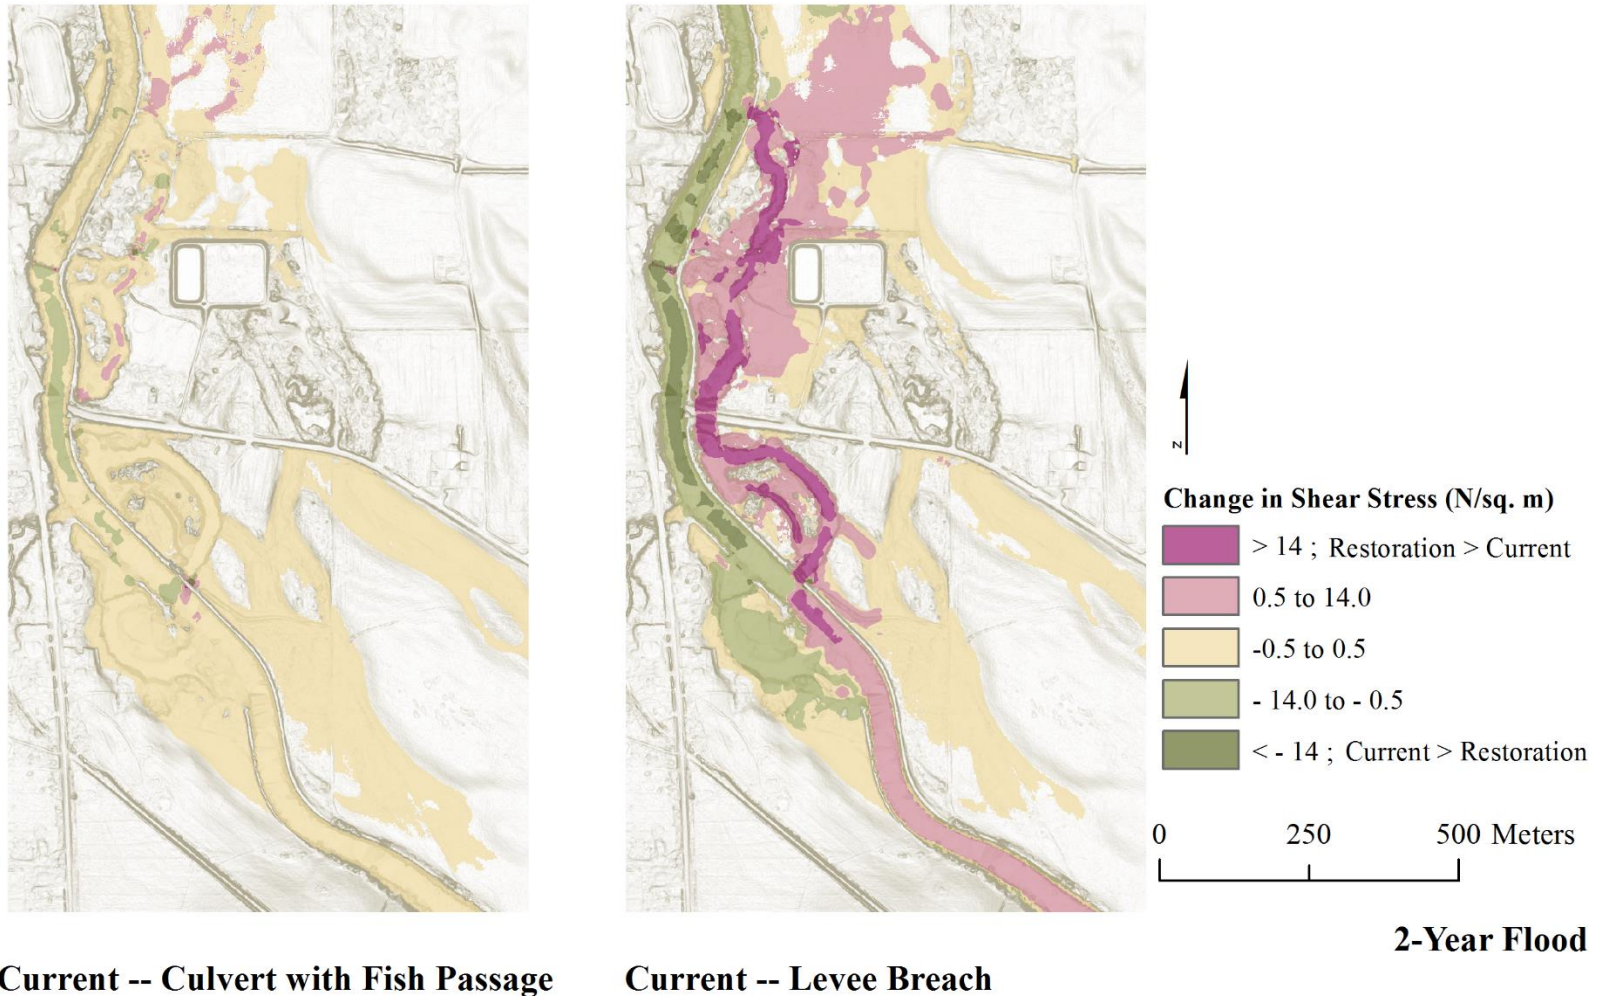 N
Change in Shear Stress (N/sq. m)
> 14 ; Restoration > Current
0.5 to 14.0
-0.5 to 0.5
- 14.0 to - 0.5
< - 14 ; Current > Restoration
0 250 500 Meters
2-Year Flood
Current -- Culvert with Fish Passage
Current -- Levee Breach